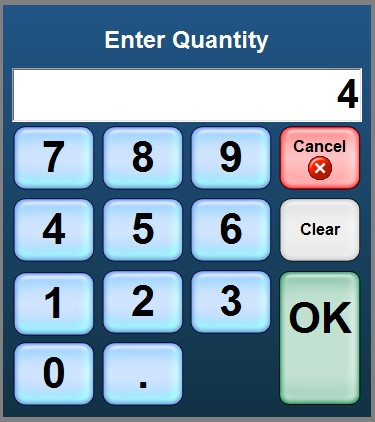 Enter Quantity
4
7 8 9 Cancel
4 5 6 Clear
1 2 3 OK
0 .